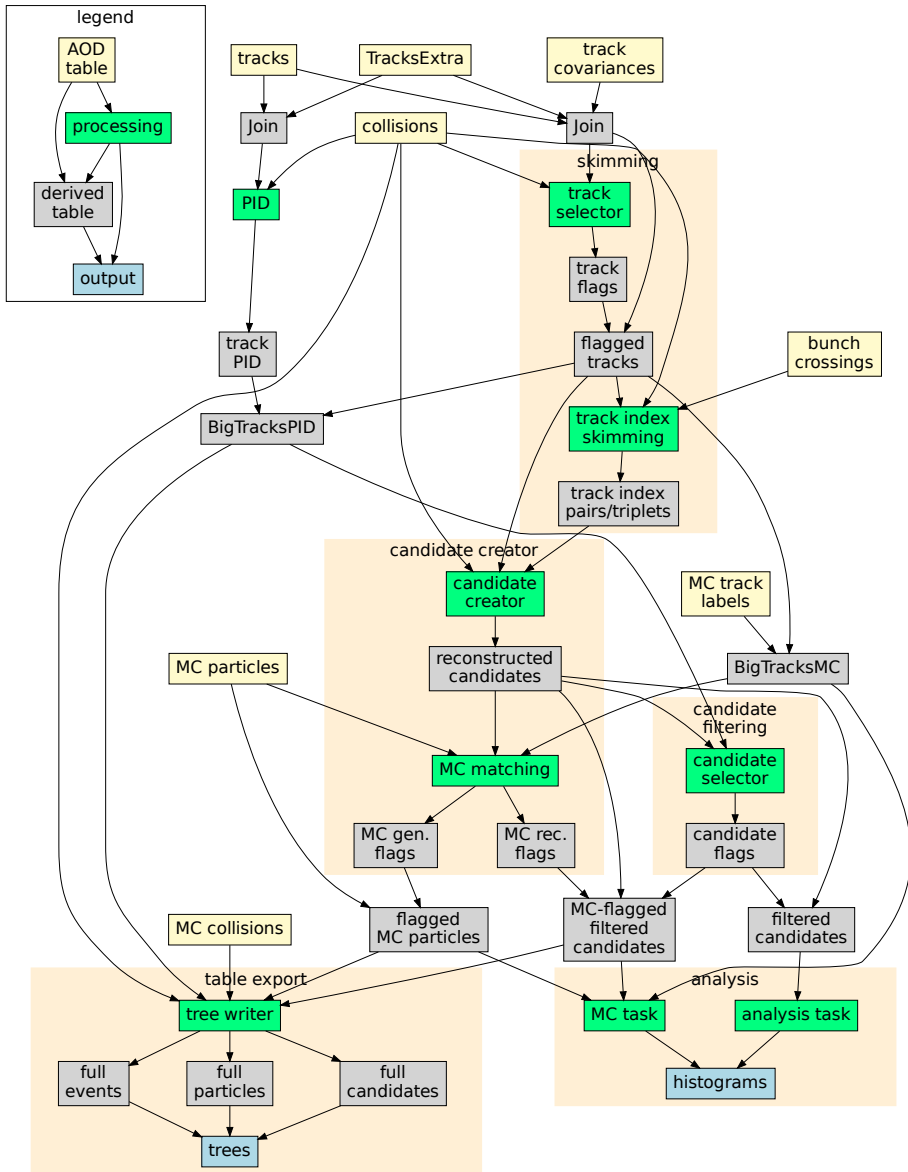 legend
AOD
table
processing
derived
table
output
tracks
TracksExtra
track
covariances
Join
collisions
Join
skimming
PID
track
selector
track
flags
track
PID
flagged
tracks
bunch
crossings
BigTracksPID
track index
skimming
track index
pairs/triplets
candidate creator
candidate
creator
MC track
labels
reconstructed
candidates
MC particles
BigTracksMC
candidate
filtering
MC matching
candidate
selector
MC gen.
flags
MC rec.
flags
candidate
flags
MC collisions
flagged
MC particles
MC-flagged
filtered
candidates
filtered
candidates
table export
analysis
tree writer
MC task
analysis task
full
events
full
particles
full
candidates
histograms
trees